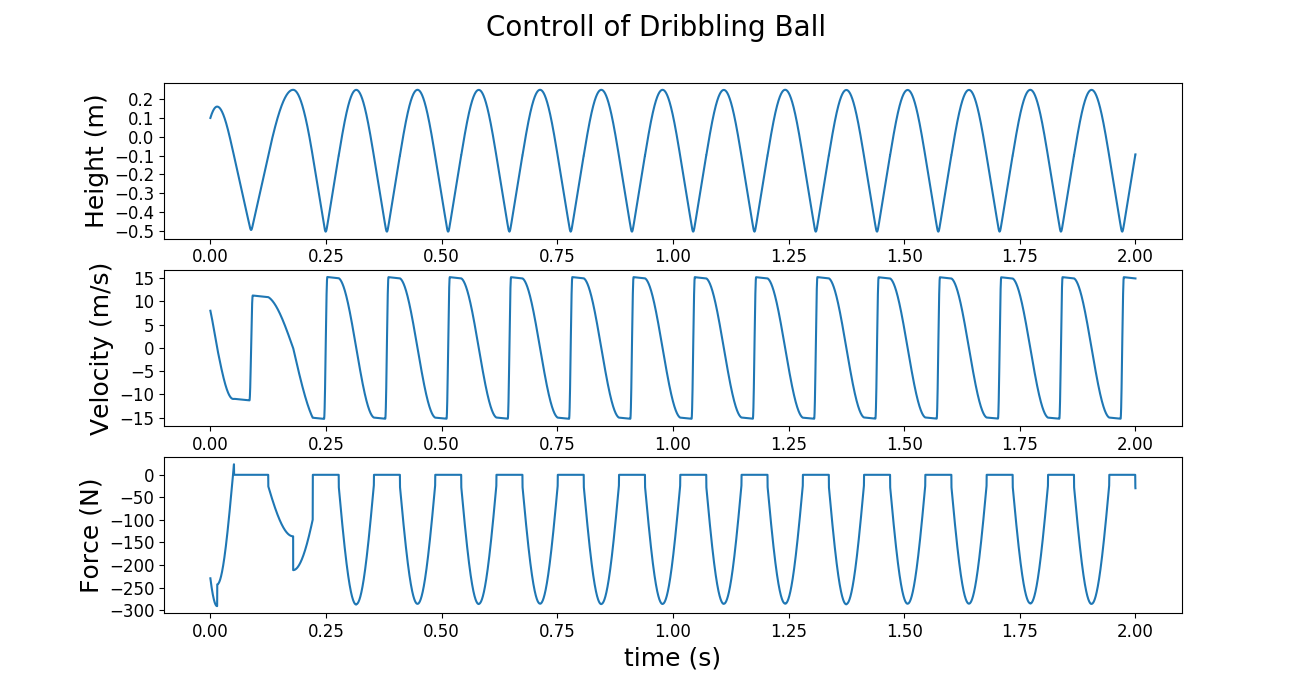 Controll of Dribbling Ball
Height (m)
0.2
0.1
0.0
−0.1
−0.2
−0.3
−0.4
−0.5
0.00 0.25 0.50 0.75 1.00 1.25 1.50 1.75 2.00
Velocity (m/s)
15
10
5
0
−5
−10
−15
0.00 0.25 0.50 0.75 1.00 1.25 1.50 1.75 2.00
Force (N)
0
−50
−100
−150
−200
−250
−300
0.00 0.25 0.50 0.75 1.00 1.25 1.50 1.75 2.00
time (s)